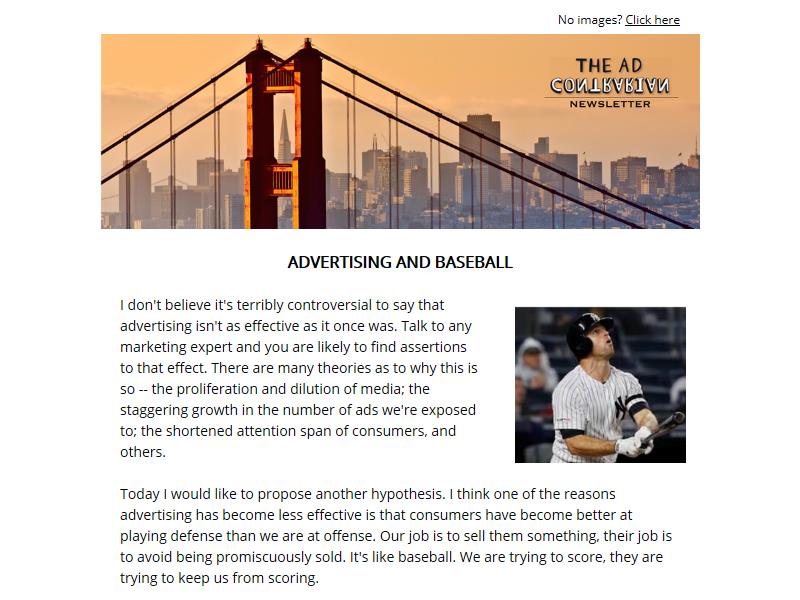 No images? Click here
THE AD
CONTRARIAN
NEWSLETTER
ADVERTISING AND BASEBALL
I don't believe it's terribly controversial to say that
advertising isn't as effective as it once was. Talk to any
marketing expert and you are likely to find assertions
to that effect. There are many theories as to why this is
so -- the proliferation and dilution of media; the
staggering growth in the number of ads we're exposed
to; the shortened attention span of consumers, and
others.
Today I would like to propose another hypothesis. I think one of the reasons
advertising has become less effective is that consumers have become better at
playing defense than we are at offense. Our job is to sell them something, their job is
to avoid being promiscuously sold. It's like baseball. We are trying to score, they are
trying to keep us from scoring.